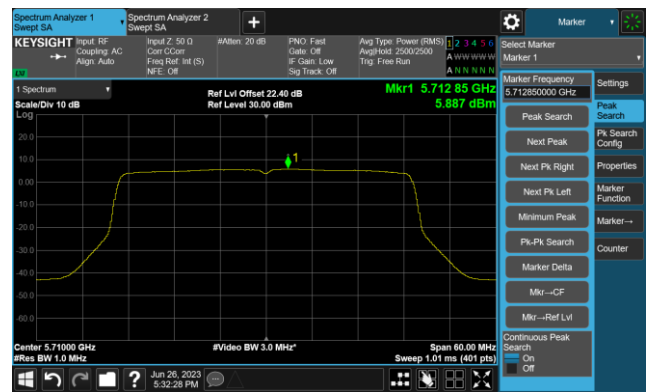 Spectrum Analyzer 1
Swept SA
Spectrum Analyzer 2
Swept SA
Marker
KEYSIGHT
Input: RF
Coupling: AC
Align: Auto
Input Z: 50 Ω
Corr CCorr
Freq Ref: Int (S)
NFE: Off
#Atten: 20 dB
PNO: Fast
Gate: Off
IF Gain: Low
Sig Track: Off
Avg Type: Power (RMS)
Avg|Hold: 2500/2500
Trig: Free Run
1 2 3 4 5 6
A W W W W W
A N N N N N
Select Marker
Marker 1
1 Spectrum
Scale/Div 10 dB
Log
Ref Lvl Offset 22.40 dB
Ref Level 30.00 dBm
Mkr1 5.712 85 GHz
5.887 dBm
20.0
10.0
0.00
-10.0
-20.0
-30.0
-40.0
-50.0
-60.0
1
Center 5.71000 GHz
#Res BW 1.0 MHz
#Video BW 3.0 MHz*
Span 60.00 MHz
Sweep 1.01 ms (401 pts)
Marker Frequency
5.712850000 GHz
Peak Search
Next Peak
Next Pk Right
Next Pk Left
Minimum Peak
Pk-Pk Search
Marker Delta
Mkr→CF
Mkr→Ref Lvl
Continuous Peak
Search
On
Off
Settings
Peak
Search
Pk Search
Config
Properties
Marker
Function
Marker→
Counter
Jun 26, 2023
5:32:28 PM